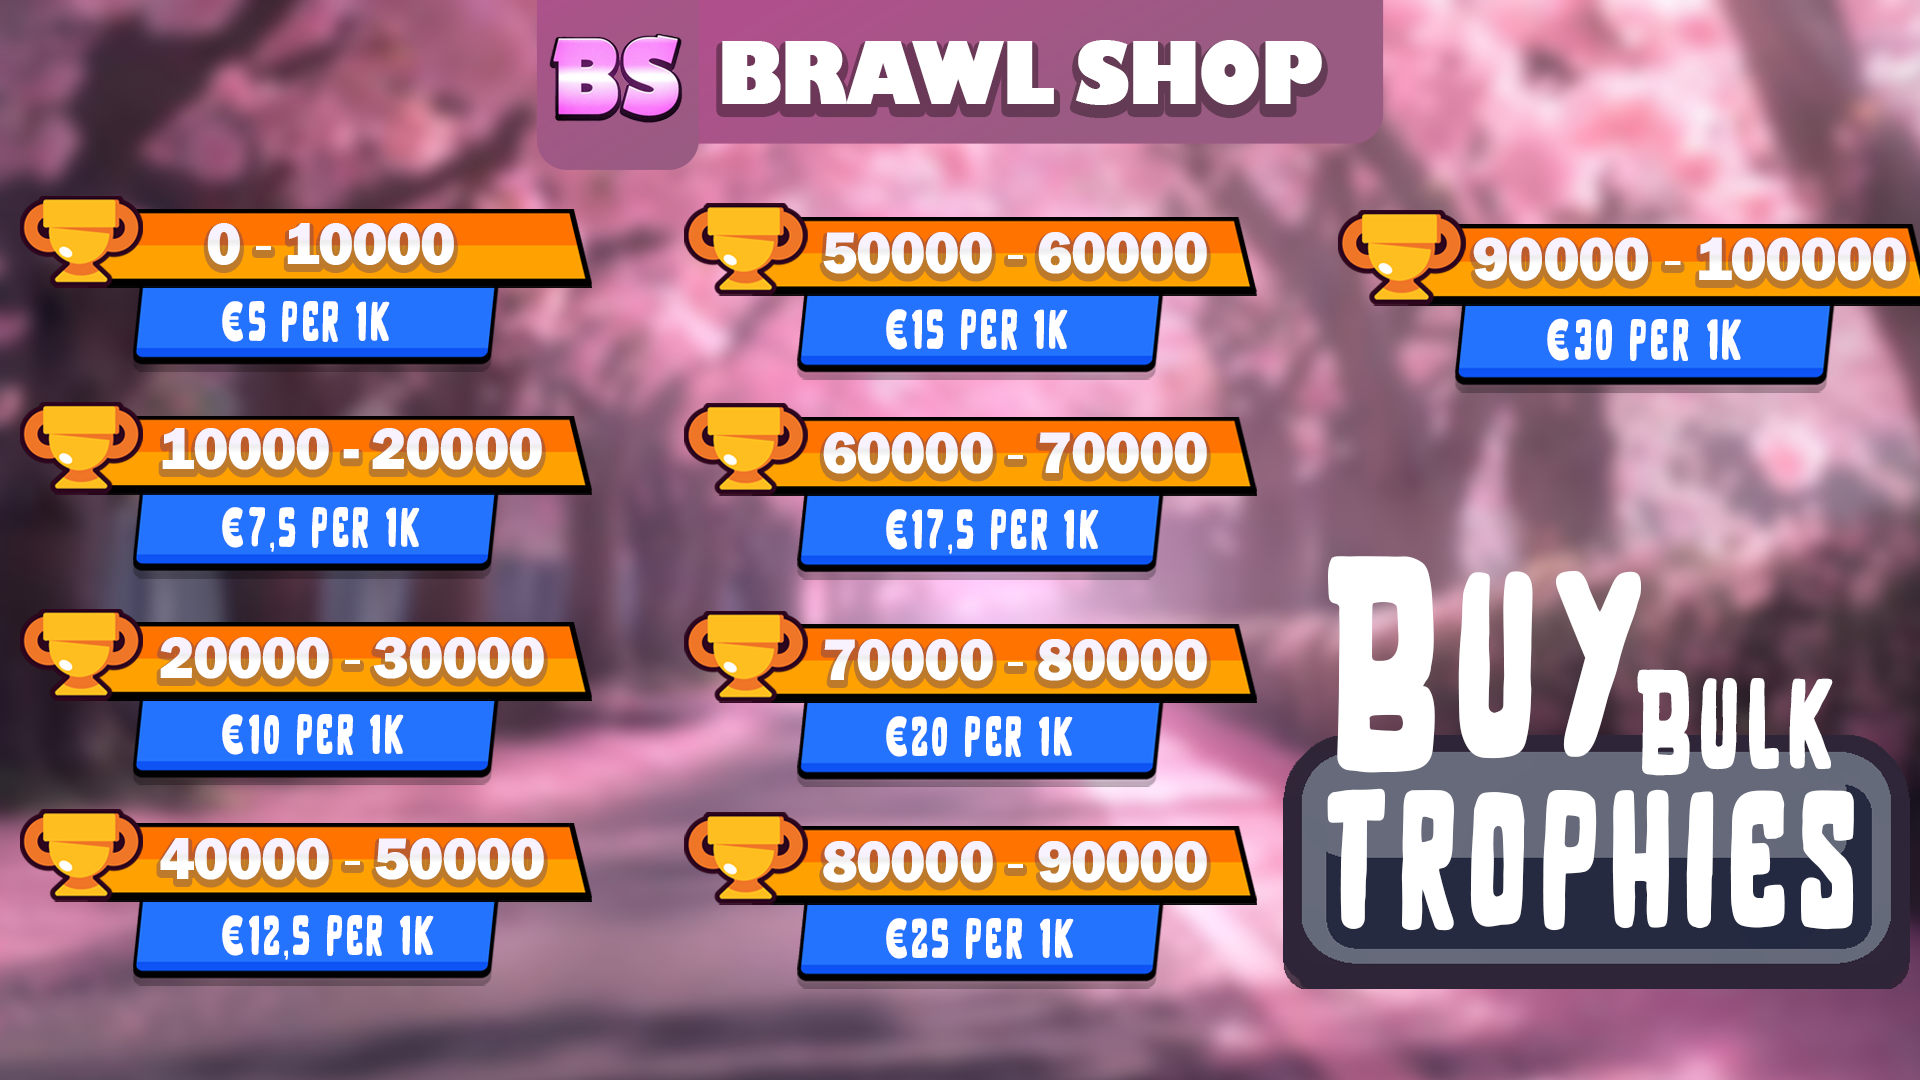 BS BRAWL SHOP
0 - 10000
€5 PER 1K
10000 - 20000
€7,5 PER 1K
20000 - 30000
€10 PER 1K
40000 - 50000
€12,5 PER 1K
50000 - 60000
€15 PER 1K
60000 - 70000
€17,5 PER 1K
70000 - 80000
€20 PER 1K
80000 - 90000
€25 PER 1K
90000 - 100000
€30 PER 1K
BUY BULK
TROPHIES